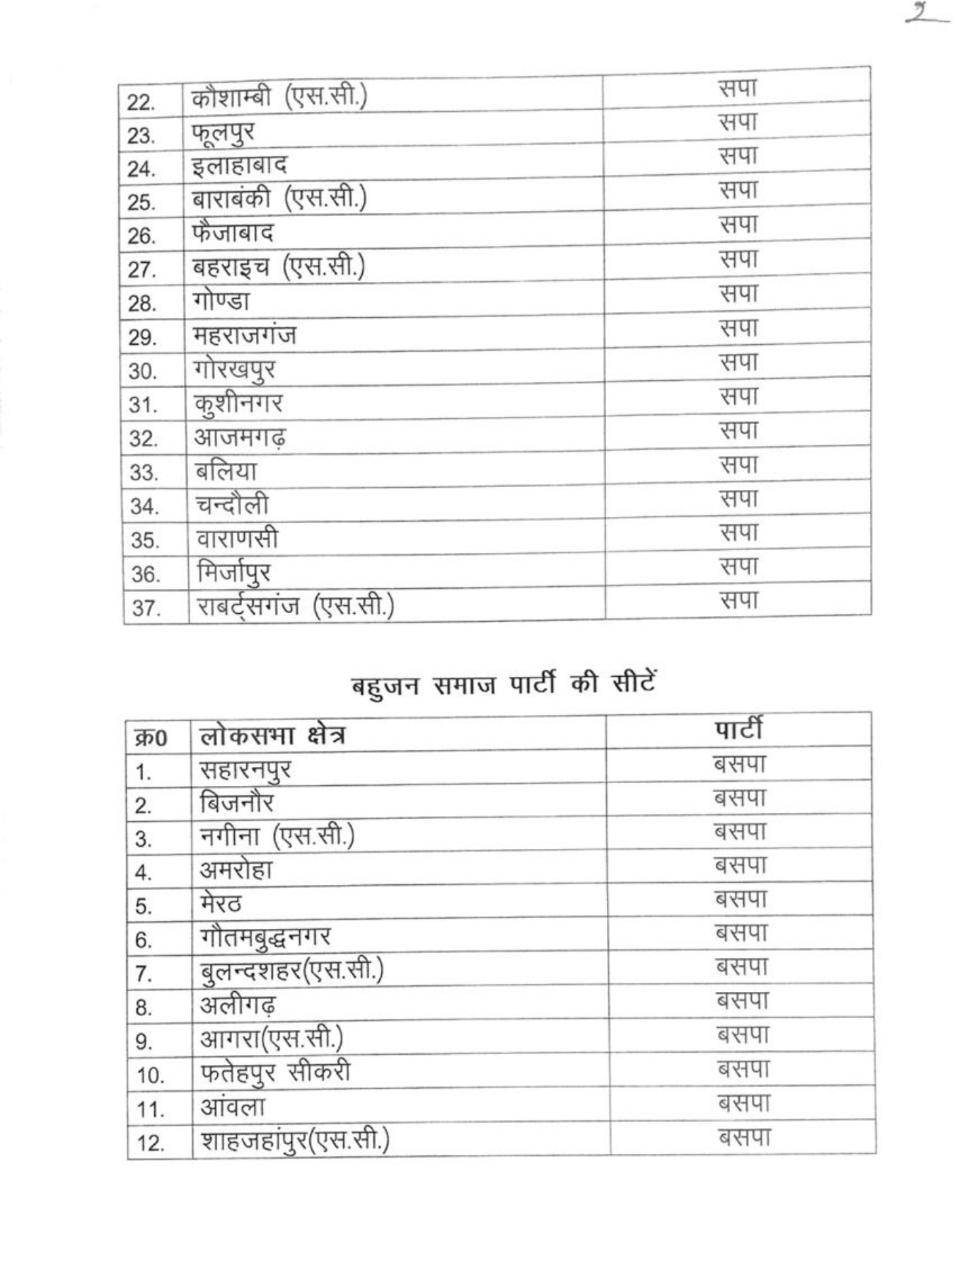 2
22. कौशाम्बी (एस.सी.) सपा
23. फूलपुर सपा
24. इलाहाबाद सपा
25. बाराबंकी (एस.सी.) सपा
26. फैजाबाद सपा
27. बहराइच (एस.सी.) सपा
28. गोण्डा सपा
29. महराजगंज सपा
30. गोरखपुर सपा
31. कुशीनगर सपा
32. आजमगढ़ सपा
33. बलिया सपा
34. चन्दौली सपा
35. वाराणसी सपा
36. मिर्जापुर सपा
37. राबर्ट्सगंज (एस.सी.) सपा
बहुजन समाज पार्टी की सीटें
क्र0 लोकसभा क्षेत्र पार्टी
1. सहारनपुर बसपा
2. बिजनौर बसपा
3. नगीना (एस.सी.) बसपा
4. अमरोहा बसपा
5. मेरठ बसपा
6. गौतमबुद्धनगर बसपा
7. बुलन्दशहर(एस.सी.) बसपा
8. अलीगढ़ बसपा
9. आगरा(एस.सी.) बसपा
10. फतेहपुर सीकरी बसपा
11. आंवला बसपा
12. शाहजहांपुर(एस.सी.) बसपा